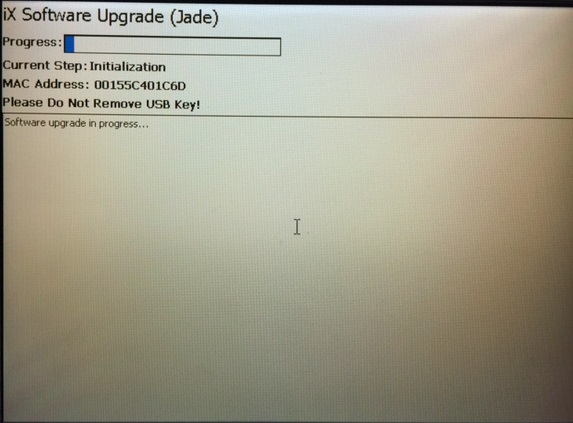 iX Software Upgrade (Jade)
Progress:
Current Step: Initialization
MAC Address: 00155C401C6D
Please Do Not Remove USB Key!
Software upgrade in progress...